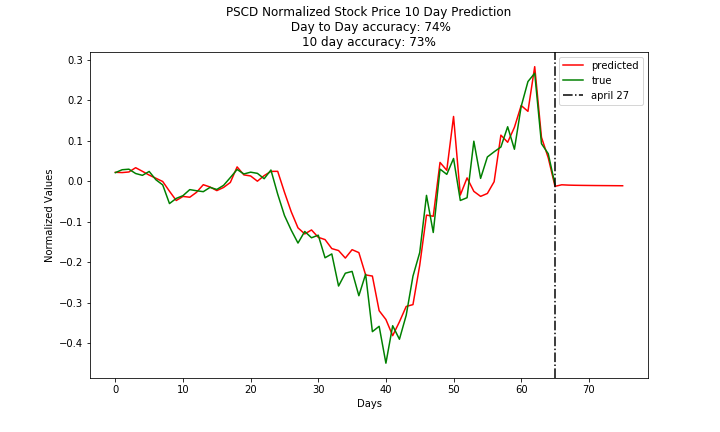 PSCD Normalized Stock Price 10 Day Prediction
Day to Day accuracy: 74%
10 day accuracy: 73%
predicted
true
april 27
0.3
0.2
0.1
0.0
−0.1
−0.2
−0.3
−0.4
Normalized Values
0 10 20 30 40 50 60 70
Days